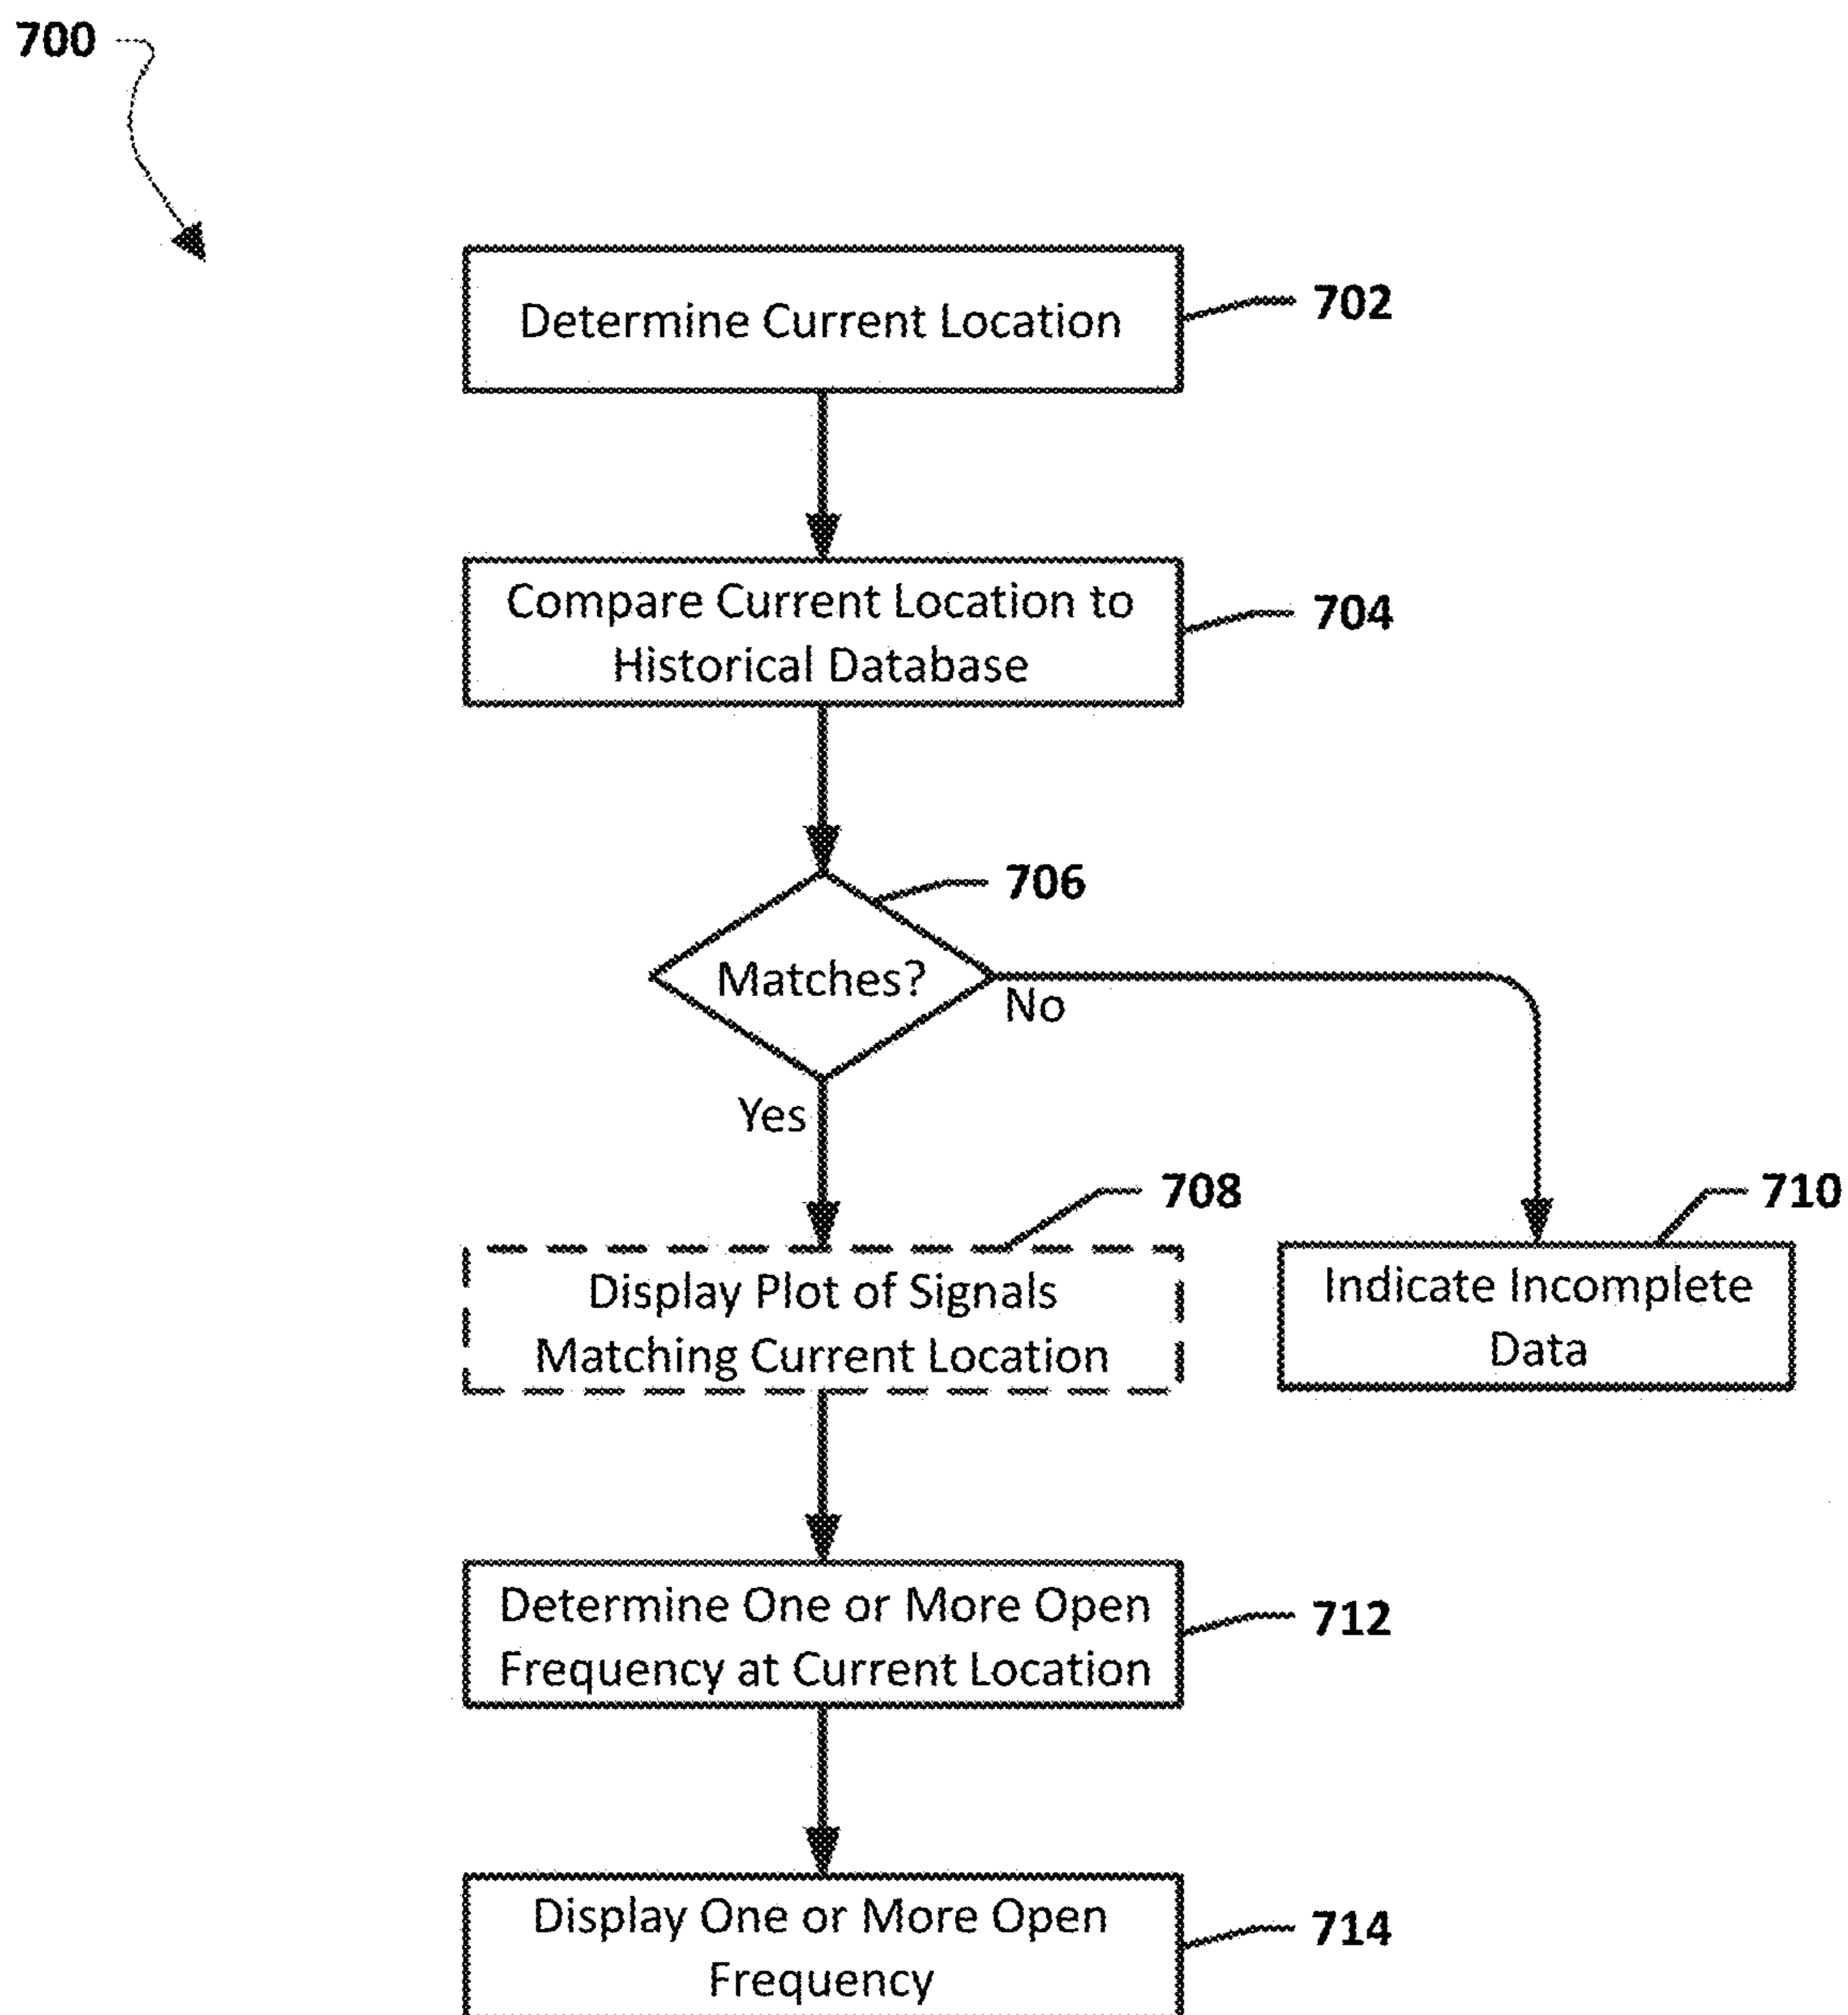 700
Determine Current Location
702
Compare Current Location to
Historical Database
704
706
Matches?
No
Yes
708
710
Display Plot of Signals
Matching Current Location
Indicate Incomplete
Data
Determine One or More Open
Frequency at Current Location
712
Display One or More Open
Frequency
714